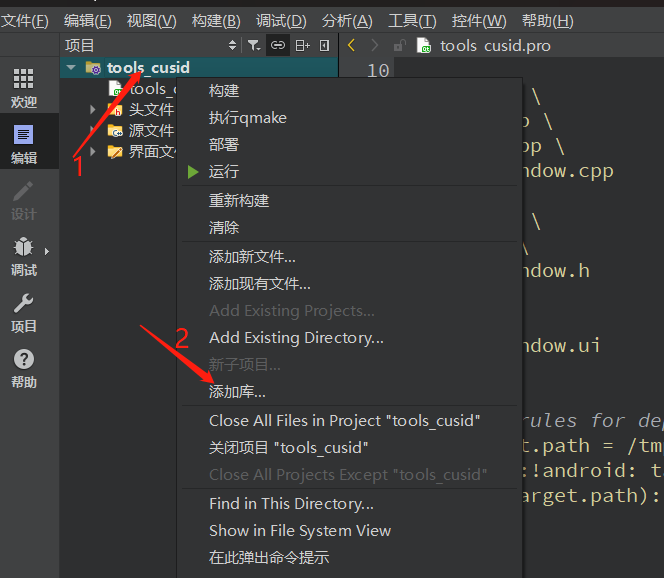 文件(F) 编辑(E) 视图(V) 构建(B) 调试(D) 分析(A) 工具(T) 控件(W) 帮助(H)
项目
tools_cusid.pro
tools_cusid
10
tools_c
构建
\
欢迎
头文件
执行qmake
p \
源文件
部署
pp \
编辑
界面文
运行
ndow.cpp
1
重新构建
设计
清除
\
添加新文件...
\
调试
添加现有文件...
ndow.h
Add Existing Projects...
项目
2
Add Existing Directory...
ndow.ui
新子项目...
帮助
添加库...
Close All Files in Project "tools_cusid"
rules for dep
关闭项目 "tools_cusid"
t.path = /tmp
Close All Projects Except "tools_cusid"
:!android: ta
Find in This Directory...
arget.path):
Show in File System View
在此弹出命令提示